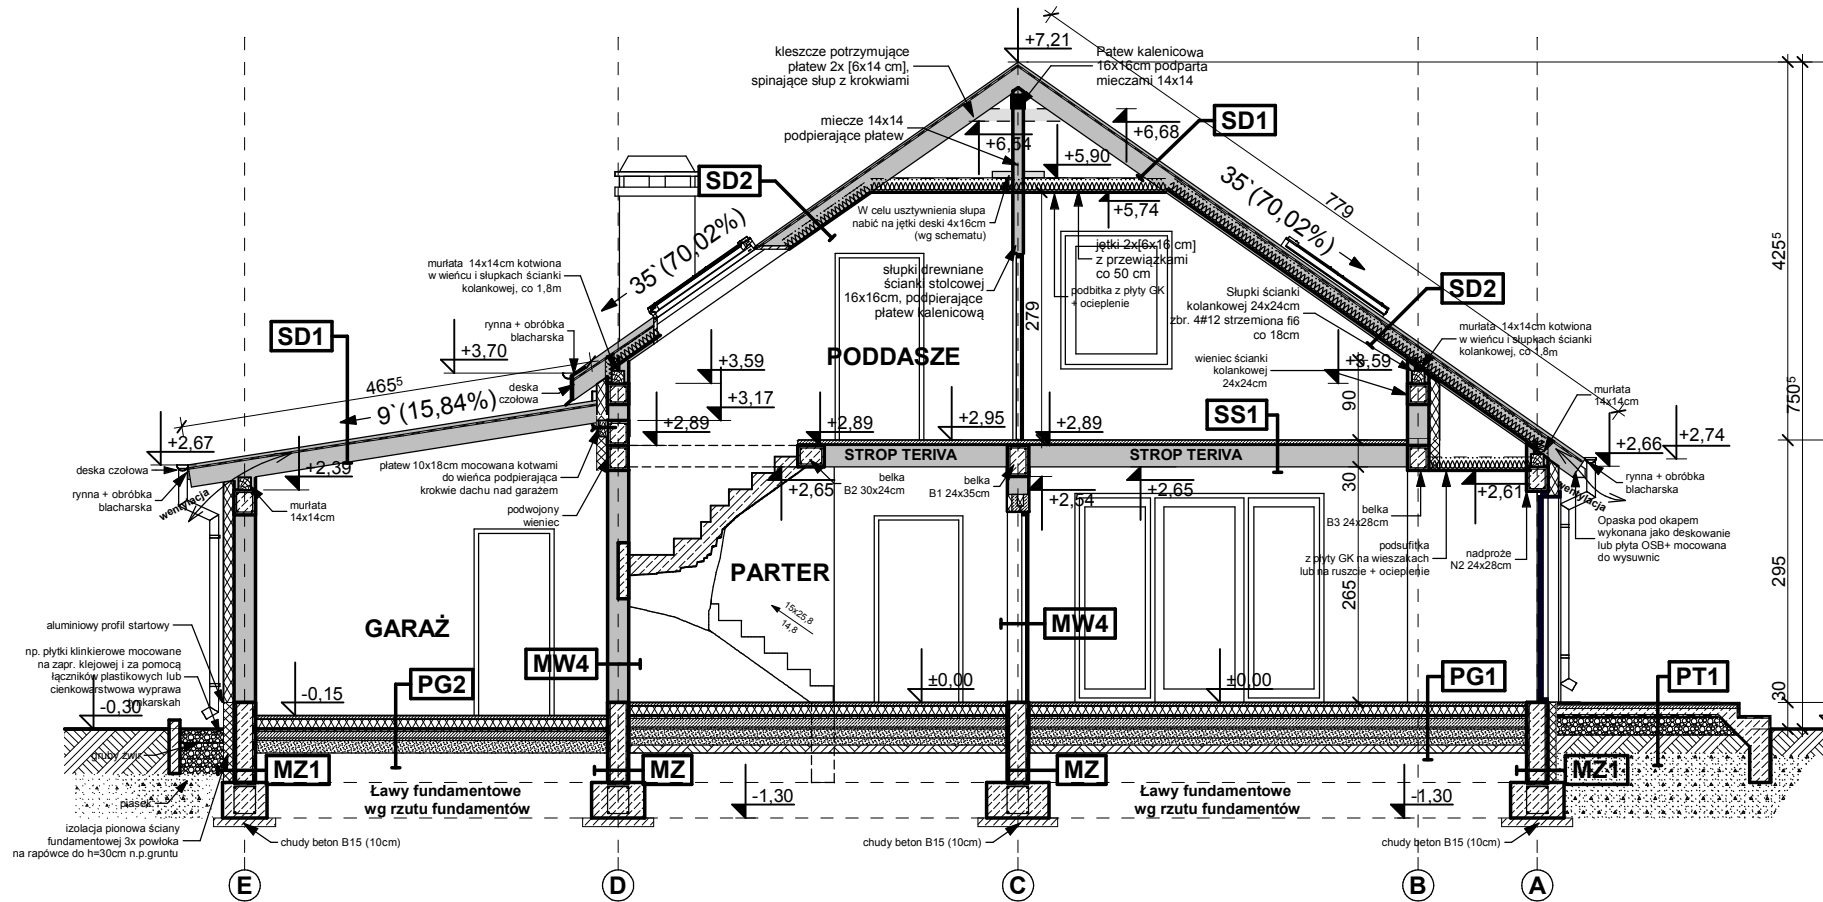 +7,21
kleszcze potrzymujące
płatew 2x [6x14 cm],
spinające słup z krokwiami
Patew kalenicowa
16x16cm podparta
mieczami 14x14
miecze 14x14
podpierające płatew
+6,54
+6,68
+5,90
+5,74
SD1
SD2
35`(70,02%)
W celu usztywnienia słupa
nabić na jętki deski 4x16cm
(wg schematu)
jętki 2x[6x16 cm]
z przewiązkami
co 50 cm
podbitka z płyty GK
+ ocieplenie
35`(70,02%)
779
425⁵
750⁵
murłata 14x14cm kotwiona
w wieńcu i słupkach ścianki
kolankowej, co 1,8m
słupki drewniane
ścianki stolcowej
16x16cm, podpierające
płatew kalenicową
279
Słupki ścianki
kolankowej 24x24cm
zbr. 4#12 strzemiona fi6
co 18cm
SD2
murłata 14x14cm kotwiona
w wieńcu i słupkach ścianki
kolankowej, co 1,8m
SD1
rynna + obróbka
blacharska
+3,70
465⁵
9`(15,84%)
deska
czołowa
+3,59
+3,17
PODDASZE
wieniec ścianki
kolankowej
24x24cm
+3,59
90
murłata
14x14cm
+2,67
+2,39
+2,89
+2,89
+2,95
+2,89
SS1
+2,66
+2,74
deska czołowa
rynna + obróbka
blacharska
wentylacja
murłata
14x14cm
płatew 10x18cm mocowana kotwami
do wieńca podpierająca
krokwie dachu nad garażem
podwojony
wieniec
STROP TERIVA
STROP TERIVA
+2,65
belka
B2 30x24cm
belka
B1 24x35cm
+2,54
+2,65
30
+2,61
belka
B3 24x28cm
podsufitka
z płyty GK na wieszakach
lub na ruszcie + ocieplenie
nadproże
N2 24x28cm
wentylacja
rynna + obróbka
blacharska
Opaska pod okapem
wykonana jako deskowanie
lub płyta OSB+ mocowana
do wysuwnic
295
PARTER
15x25,8
14,8
265
GARAŻ
MW4
MW4
aluminiowy profil startowy
np. płytki klinkierowe mocowane
na zapr. klejowej i za pomocą
łączników plastikowych lub
cienkowarstwowa wyprawa
tynkarskah
-0,30
-0,15
PG2
±0,00
±0,00
PG1
PT1
30
gruby żwir
piasek
MZ1
MZ
MZ
MZ1
Ławy fundamentowe
wg rzutu fundamentów
-1,30
Ławy fundamentowe
wg rzutu fundamentów
-1,30
izolacja pionowa ściany
fundamentowej 3x powłoka
na rapówce do h=30cm n.p.gruntu
chudy beton B15 (10cm)
chudy beton B15 (10cm)
chudy beton B15 (10cm)
E
D
C
B
A